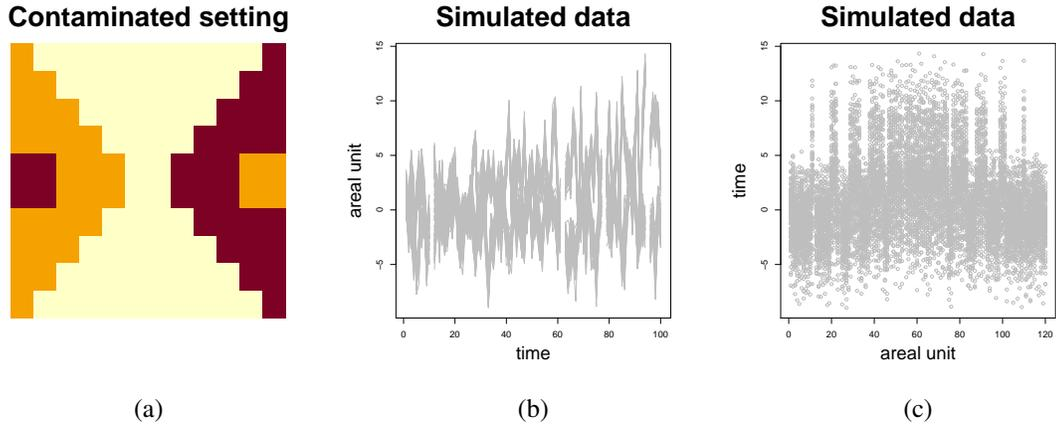 Contaminated setting
Simulated data
Simulated data
15
10
5
0
−5
areal unit
0 20 40 60 80 100
time
15
10
5
0
−5
time
0 20 40 60 80 100 120
areal unit
(a)
(b)
(c)